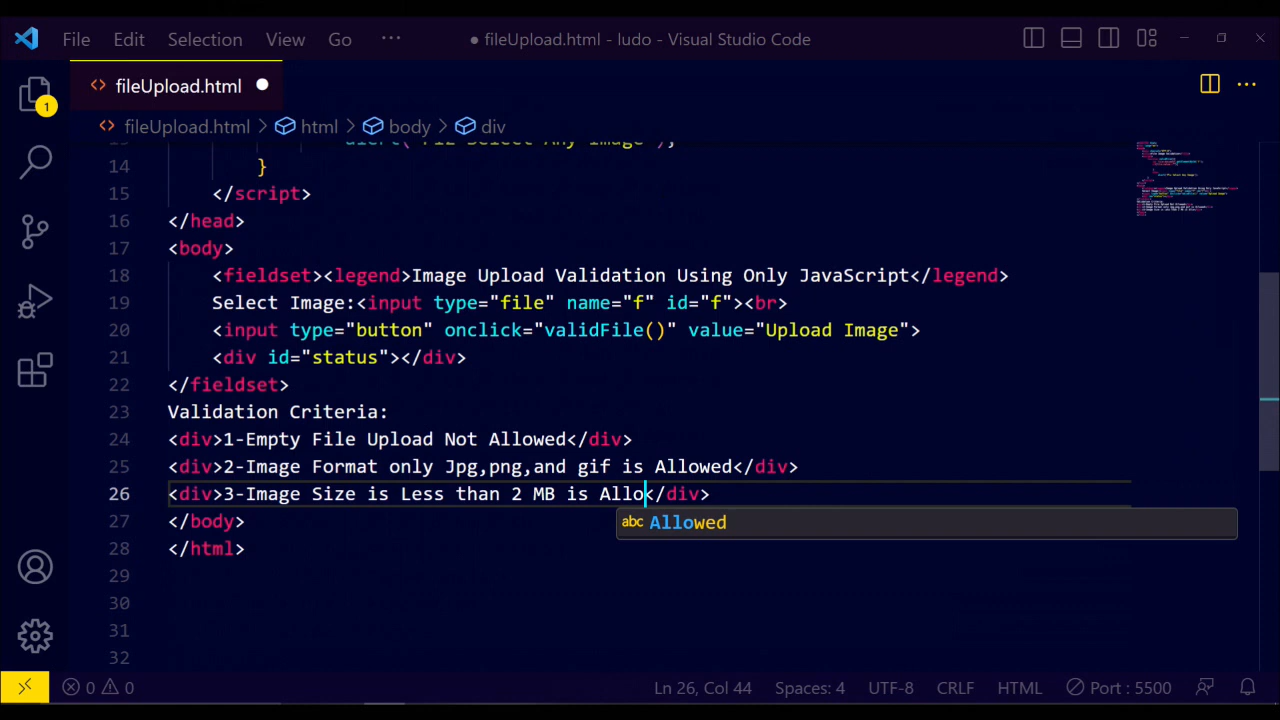 File Edit Selection View Go ··· ● fileUpload.html - ludo - Visual Studio Code
<> fileUpload.html ●
1
<> fileUpload.html > html > body > div
14 }
15 </script>
16 </head>
17 <body>
18 <fieldset><legend>Image Upload Validation Using Only JavaScript</legend>
19 Select Image:<input type="file" name="f" id="f"><br>
20 <input type="button" onclick="validFile()" value="Upload Image">
21 <div id="status"></div>
22 </fieldset>
23 Validation Criteria:
24 <div>1-Empty File Upload Not Allowed</div>
25 <div>2-Image Format only Jpg,png,and gif is Allowed</div>
26 <div>3-Image Size is Less than 2 MB is Allo</div>
abc Allowed
27 </body>
28 </html>
29
30
31
32
0 0 Ln 26, Col 44 Spaces: 4 UTF-8 CRLF HTML Port : 5500